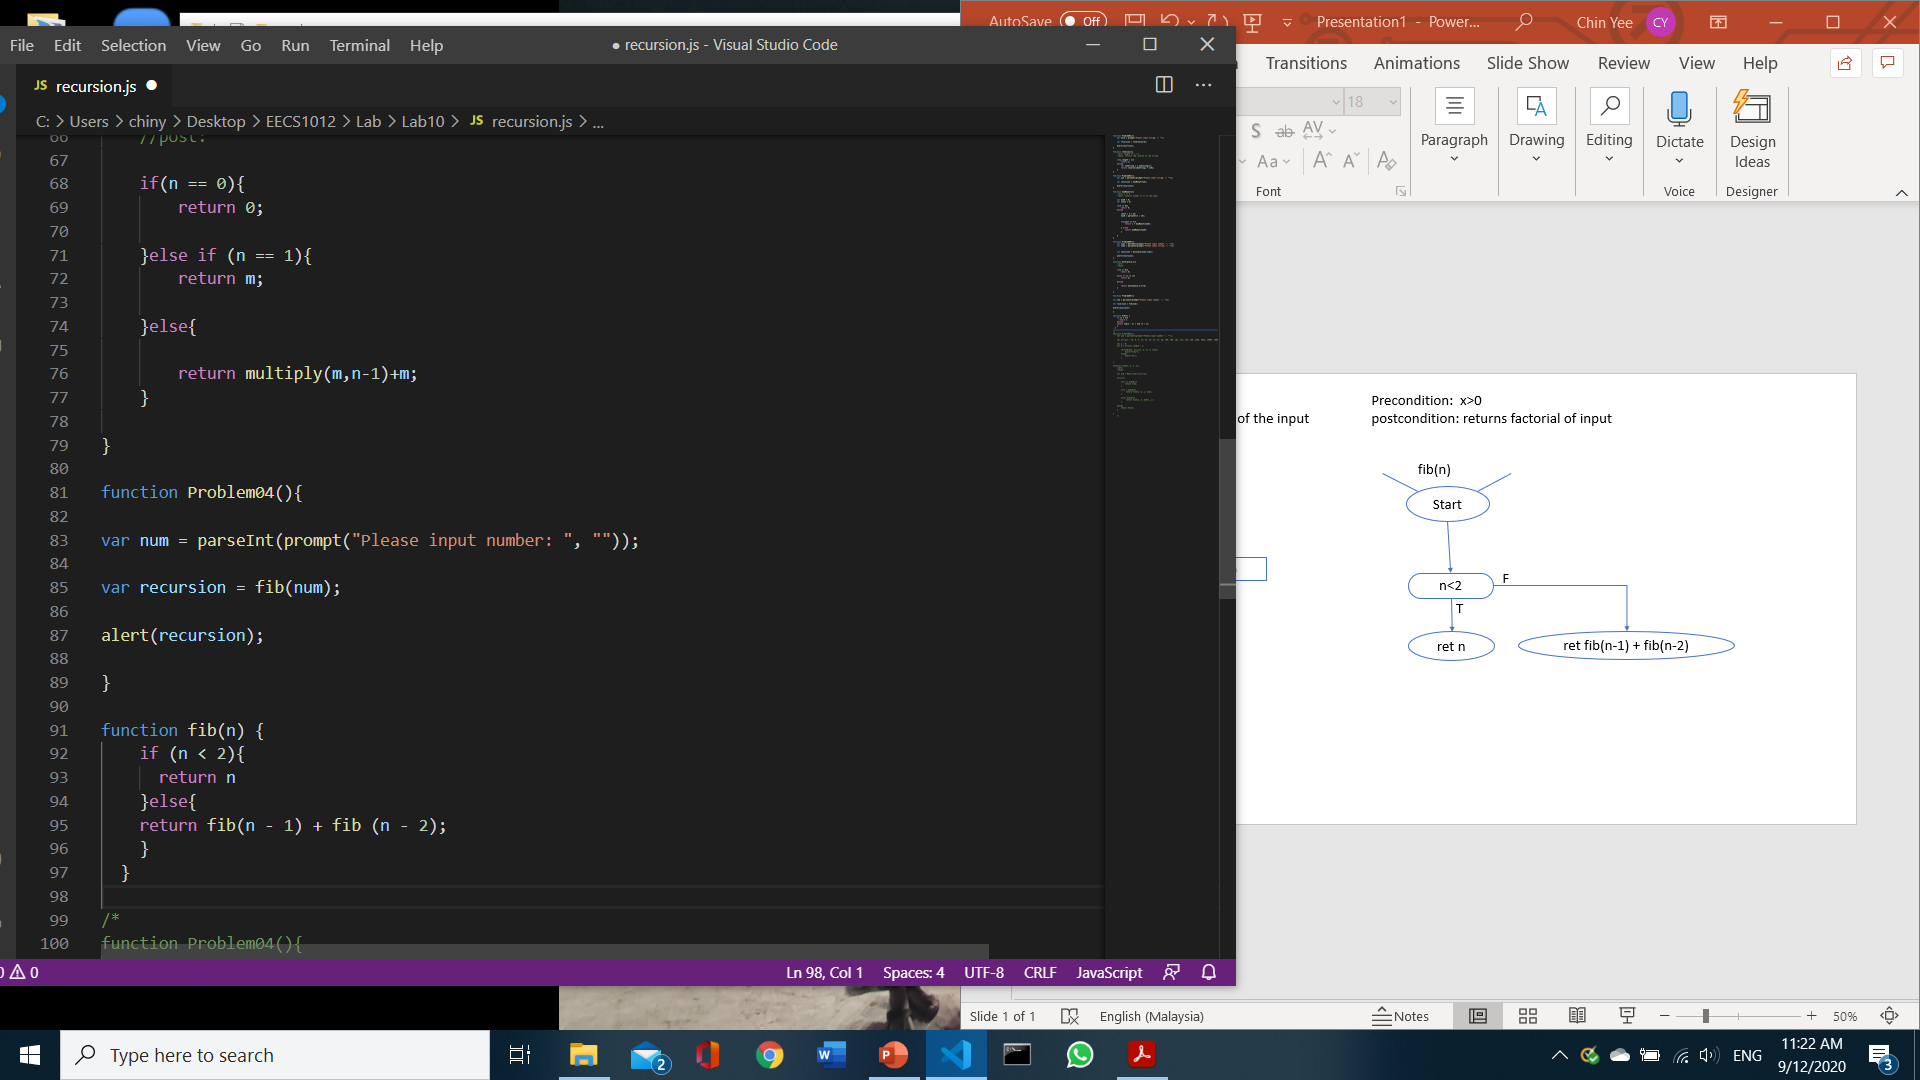 File Edit Selection View Go Run Terminal Help
● recursion.js - Visual Studio Code
JS recursion.js
C: > Users > chiny > Desktop > EECS1012 > Lab > Lab10 > JS recursion.js > ...
66 //post:
67
68 if(n == 0){
69 return 0;
70
71 }else if (n == 1){
72 return m;
73
74 }else{
75
76 return multiply(m,n-1)+m;
77 }
78
79 }
80
81 function Problem04(){
82
83 var num = parseInt(prompt("Please input number: ", ""));
84
85 var recursion = fib(num);
86
87 alert(recursion);
88
89 }
90
91 function fib(n) {
92 if (n < 2){
93 return n
94 }else{
95 return fib(n - 1) + fib (n - 2);
96 }
97 }
98
99 /*
100 function Problem04(){
0
Ln 98, Col 1 Spaces: 4 UTF-8 CRLF JavaScript
AutoSave Off
Presentation1 - Power...
Chin Yee CY
Transitions Animations Slide Show Review View Help
18
S ab AV
Aa A A A
Font
Paragraph
Drawing
Editing
Dictate
Voice
Design
Ideas
Designer
of the input
Precondition: x>0
postcondition: returns factorial of input
fib(n)
Start
n<2
F
T
ret n
ret fib(n-1) + fib(n-2)
Slide 1 of 1
English (Malaysia)
Notes
50%
Type here to search
2
ENG
11:22 AM
9/12/2020
3